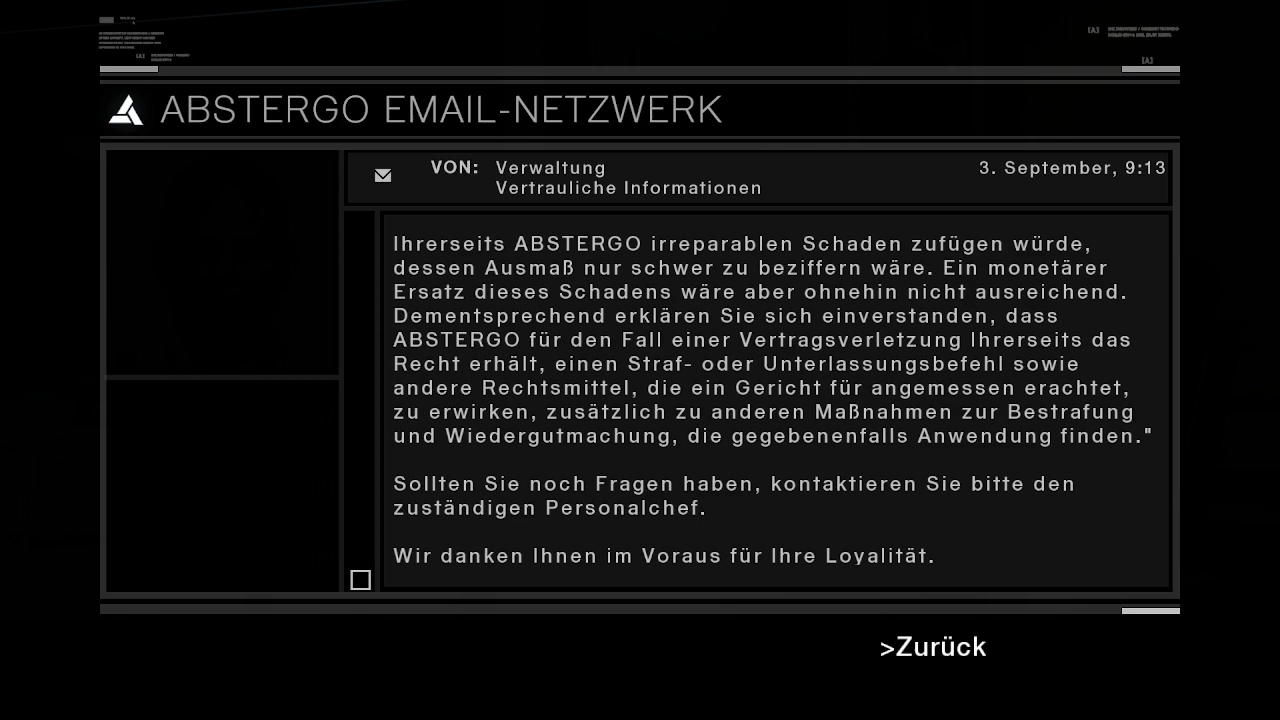 ABSTERGO EMAIL-NETZWERK
VON: Verwaltung 3. September, 9:13
Vertrauliche Informationen
Ihrerseits ABSTERGO irreparablen Schaden zufügen würde,
dessen Ausmaß nur schwer zu beziffern wäre. Ein monetärer
Ersatz dieses Schadens wäre aber ohnehin nicht ausreichend.
Dementsprechend erklären Sie sich einverstanden, dass
ABSTERGO für den Fall einer Vertragsverletzung Ihrerseits das
Recht erhält, einen Straf- oder Unterlassungsbefehl sowie
andere Rechtsmittel, die ein Gericht für angemessen erachtet,
zu erwirken, zusätzlich zu anderen Maßnahmen zur Bestrafung
und Wiedergutmachung, die gegebenenfalls Anwendung finden."
Sollten Sie noch Fragen haben, kontaktieren Sie bitte den
zuständigen Personalchef.
Wir danken Ihnen im Voraus für Ihre Loyalität.
>Zurück